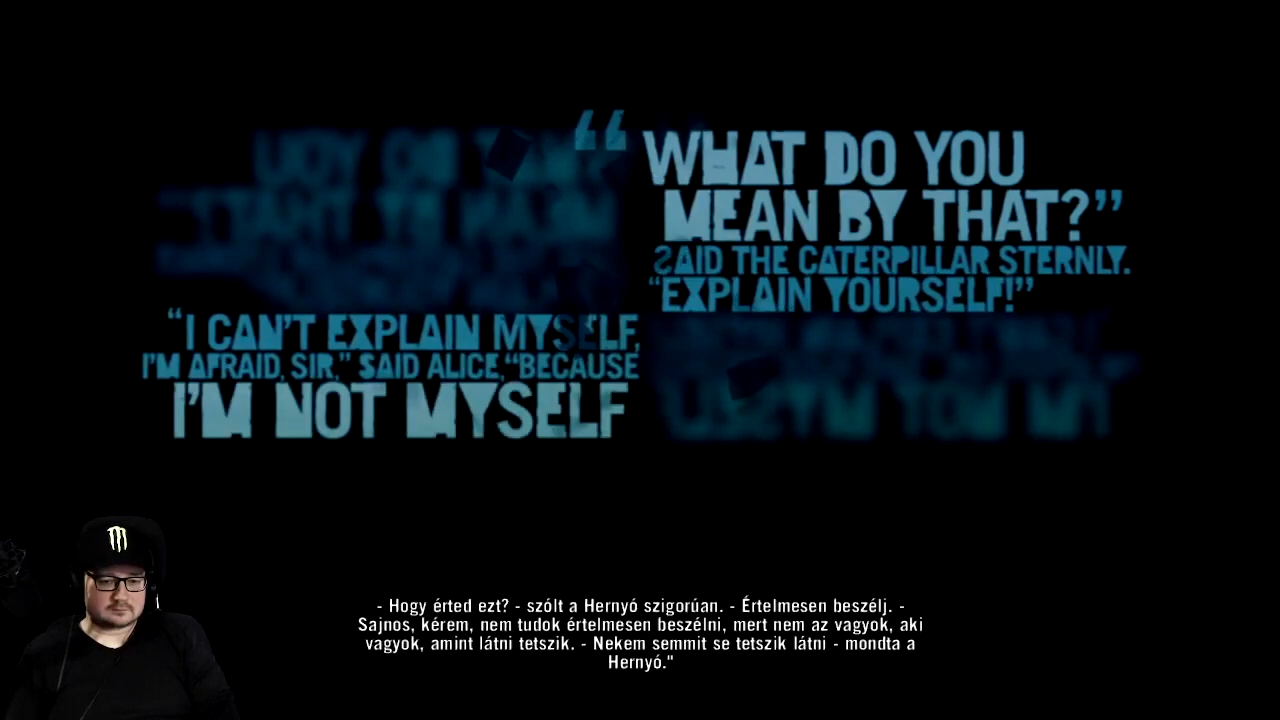 “WHAT DO YOU
MEAN BY THAT?”
SAID THE CATERPILLAR STERNLY.
“EXPLAIN YOURSELF!”
“I CAN'T EXPLAIN MYSELF,
I'M AFRAID, SIR,” SAID ALICE, “BECAUSE
I'M NOT MYSELF
- Hogy érted ezt? - szólt a Hernyó szigorúan. - Értelmesen beszélj. -
Sajnos, kérem, nem tudok értelmesen beszélni, mert nem az vagyok, aki
vagyok, amint látni tetszik. - Nekem semmit se tetszik látni - mondta a
Hernyó."